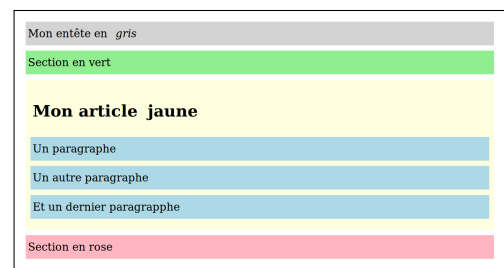 Mon entête en gris
Section en vert
Mon article jaune
Un paragraphe
Un autre paragraphe
Et un dernier paragrapphe
Section en rose